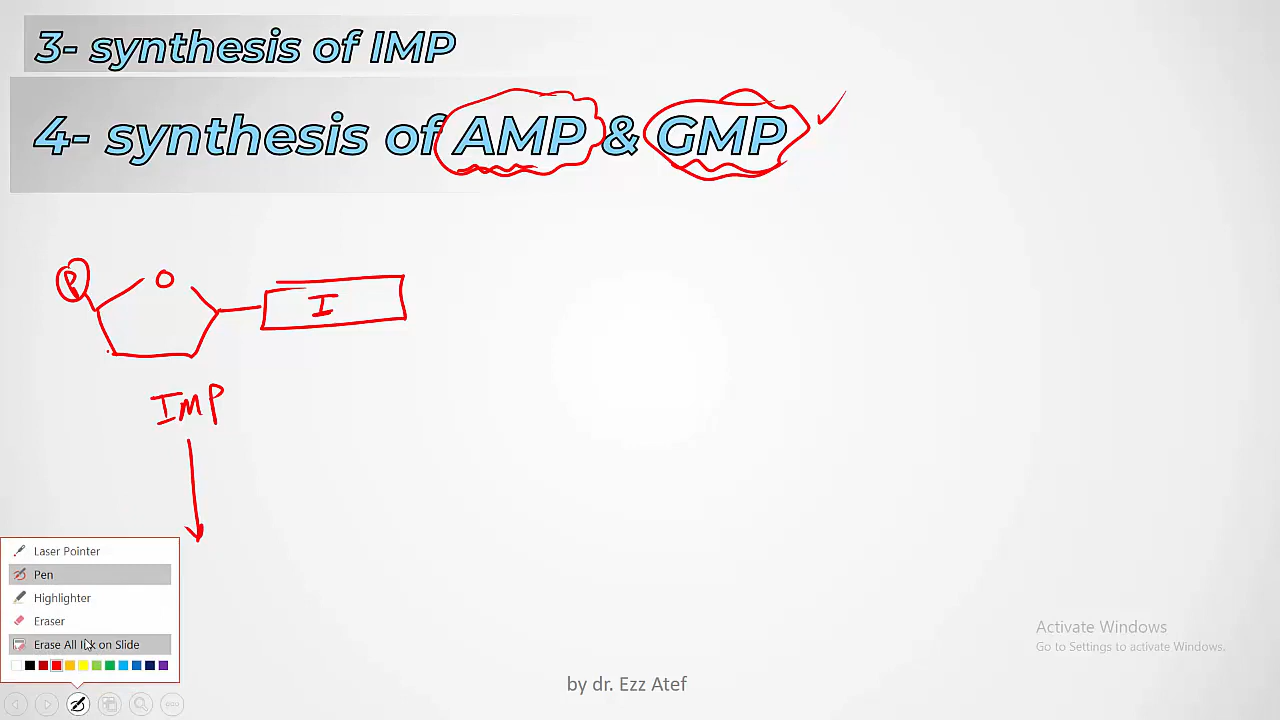 3- synthesis of IMP
4- synthesis of AMP & GMP
P
O
I
IMP
Laser Pointer
Pen
Highlighter
Eraser
Erase All Ink on Slide
Activate Windows
Go to Settings to activate Windows.
by dr. Ezz Atef